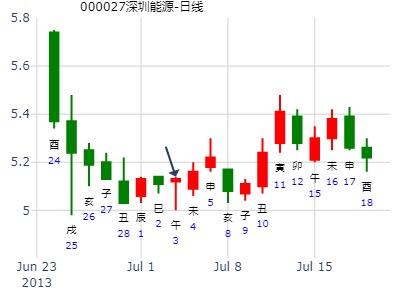 000027深圳能源-日线
5.8
5.6
5.4
5.2
5
酉
24
戌
25
亥
26
子
27
丑
28
辰
1
巳
2
午
3
未
4
申
5
亥
8
子
9
丑
10
寅
11
卯
12
午
15
未
16
申
17
酉
18
Jun 23
2013
Jul 1
Jul 8
Jul 15